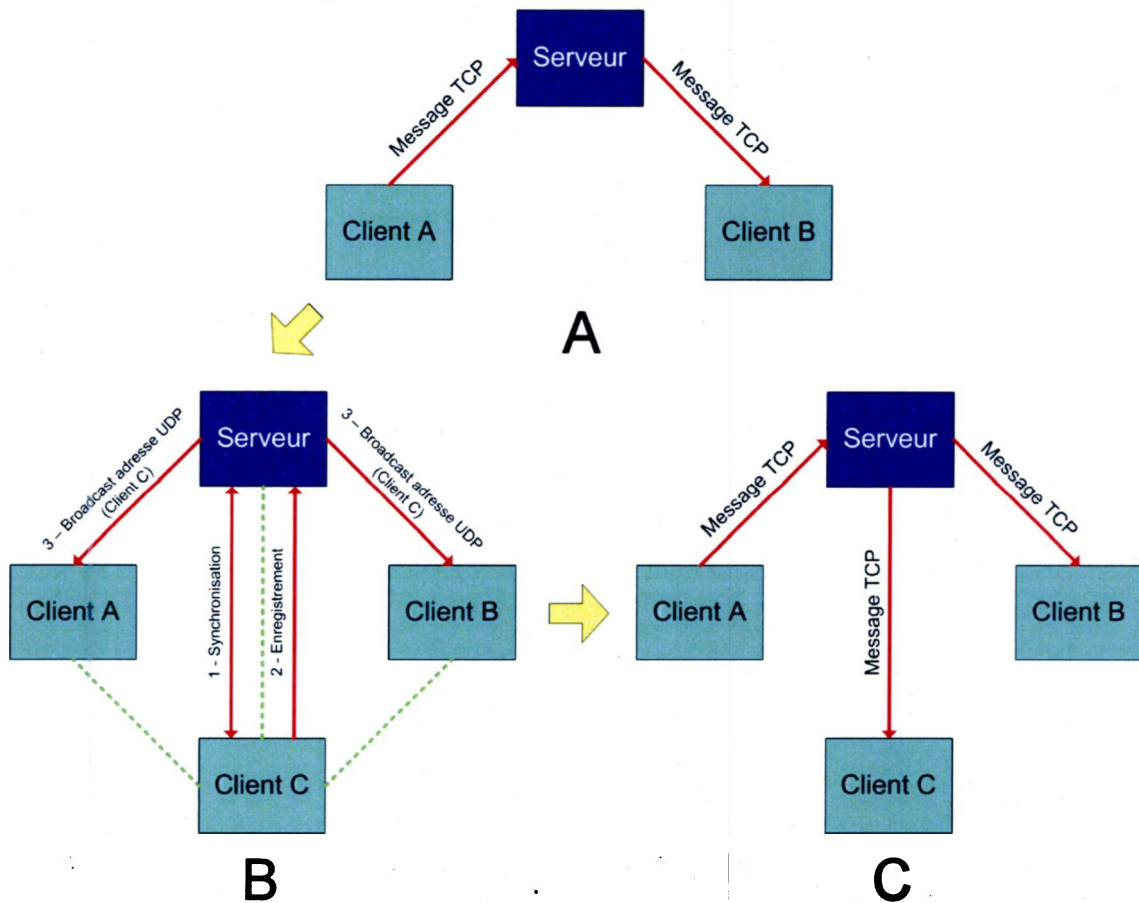 Serveur
Message TCP
Message TCP
Client A
Client B
A
Serveur
3 – Broadcast adresse UDP
(Client C)
3 – Broadcast adresse UDP
(Client C)
Client A
1 - Synchronisation
2 - Enregistrement
Client B
Client C
B
Serveur
Message TCP
Message TCP
Client A
Message TCP
Client B
Client C
C